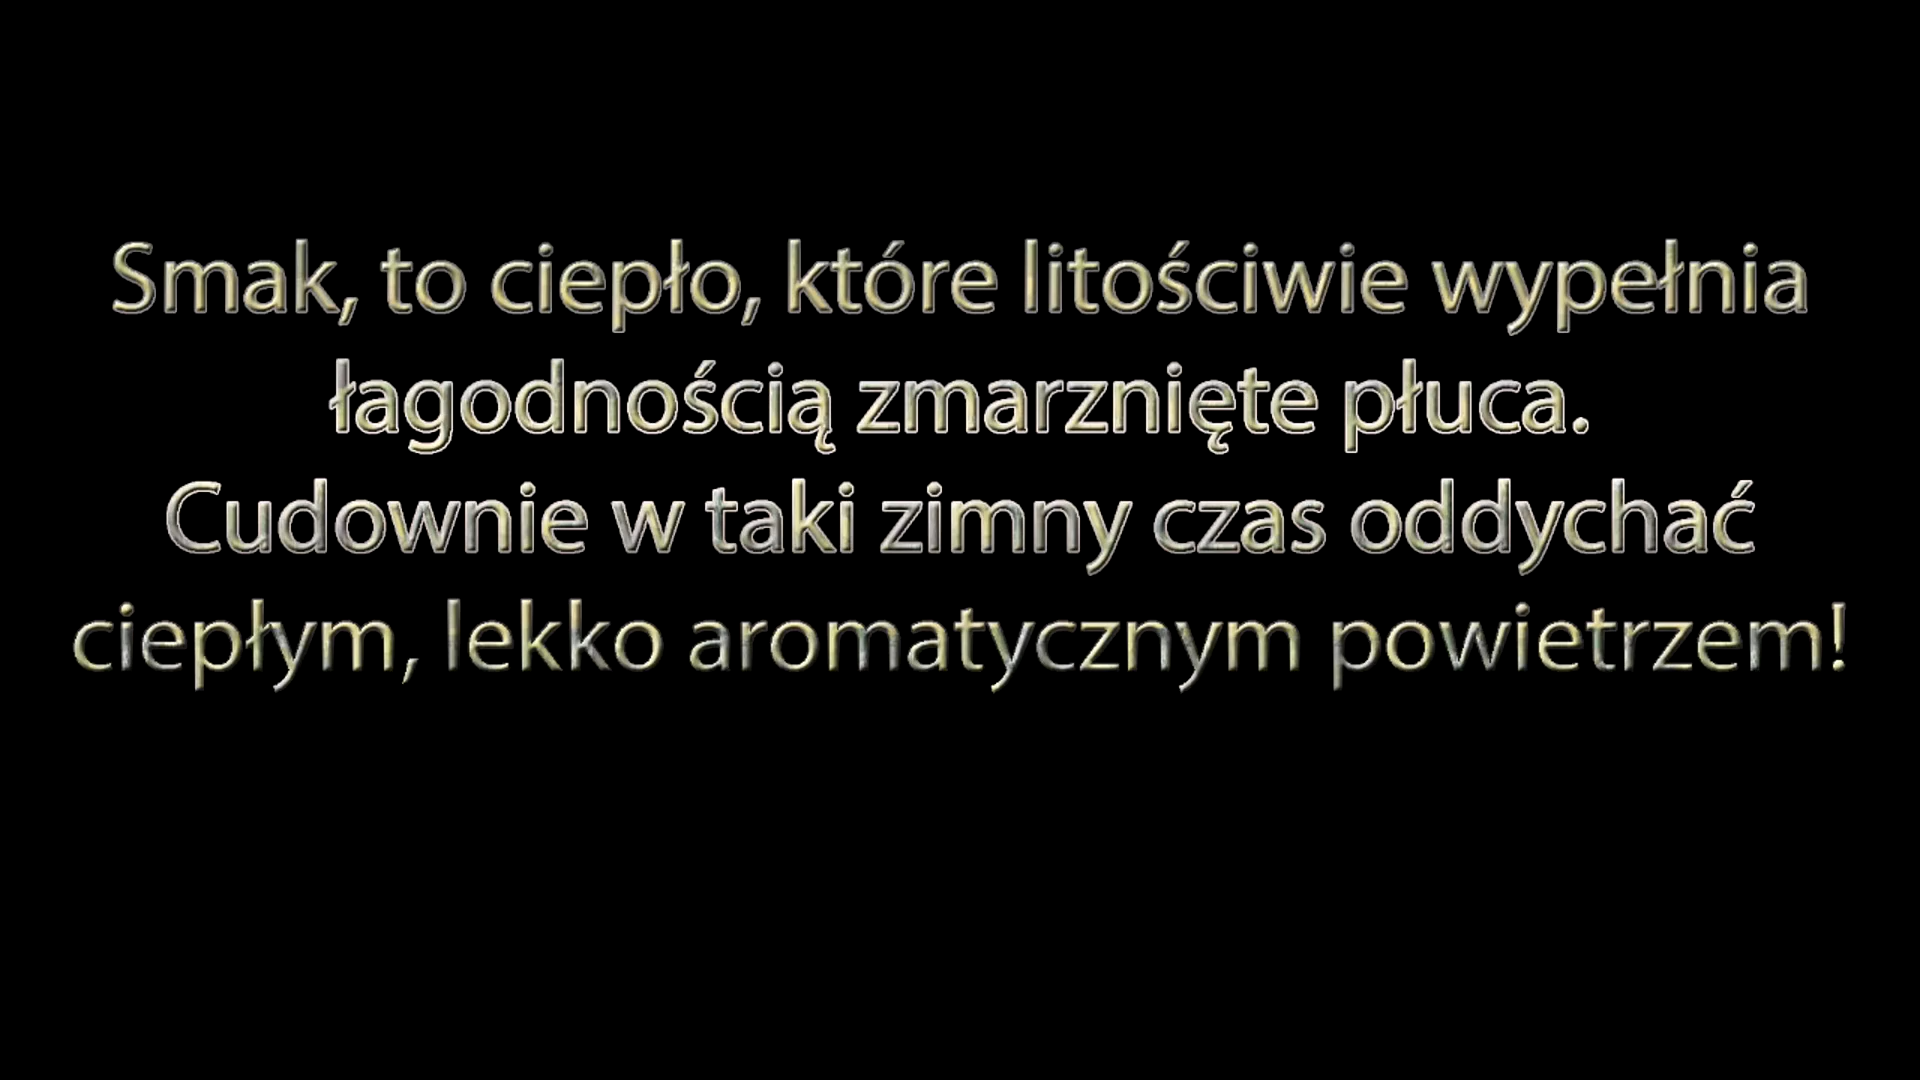 Smak, to ciepło, które litościwie wypełnia
łagodnością zmarznięte płuca.
Cudownie w taki zimny czas oddychać
ciepłym, lekko aromatycznym powietrzem!